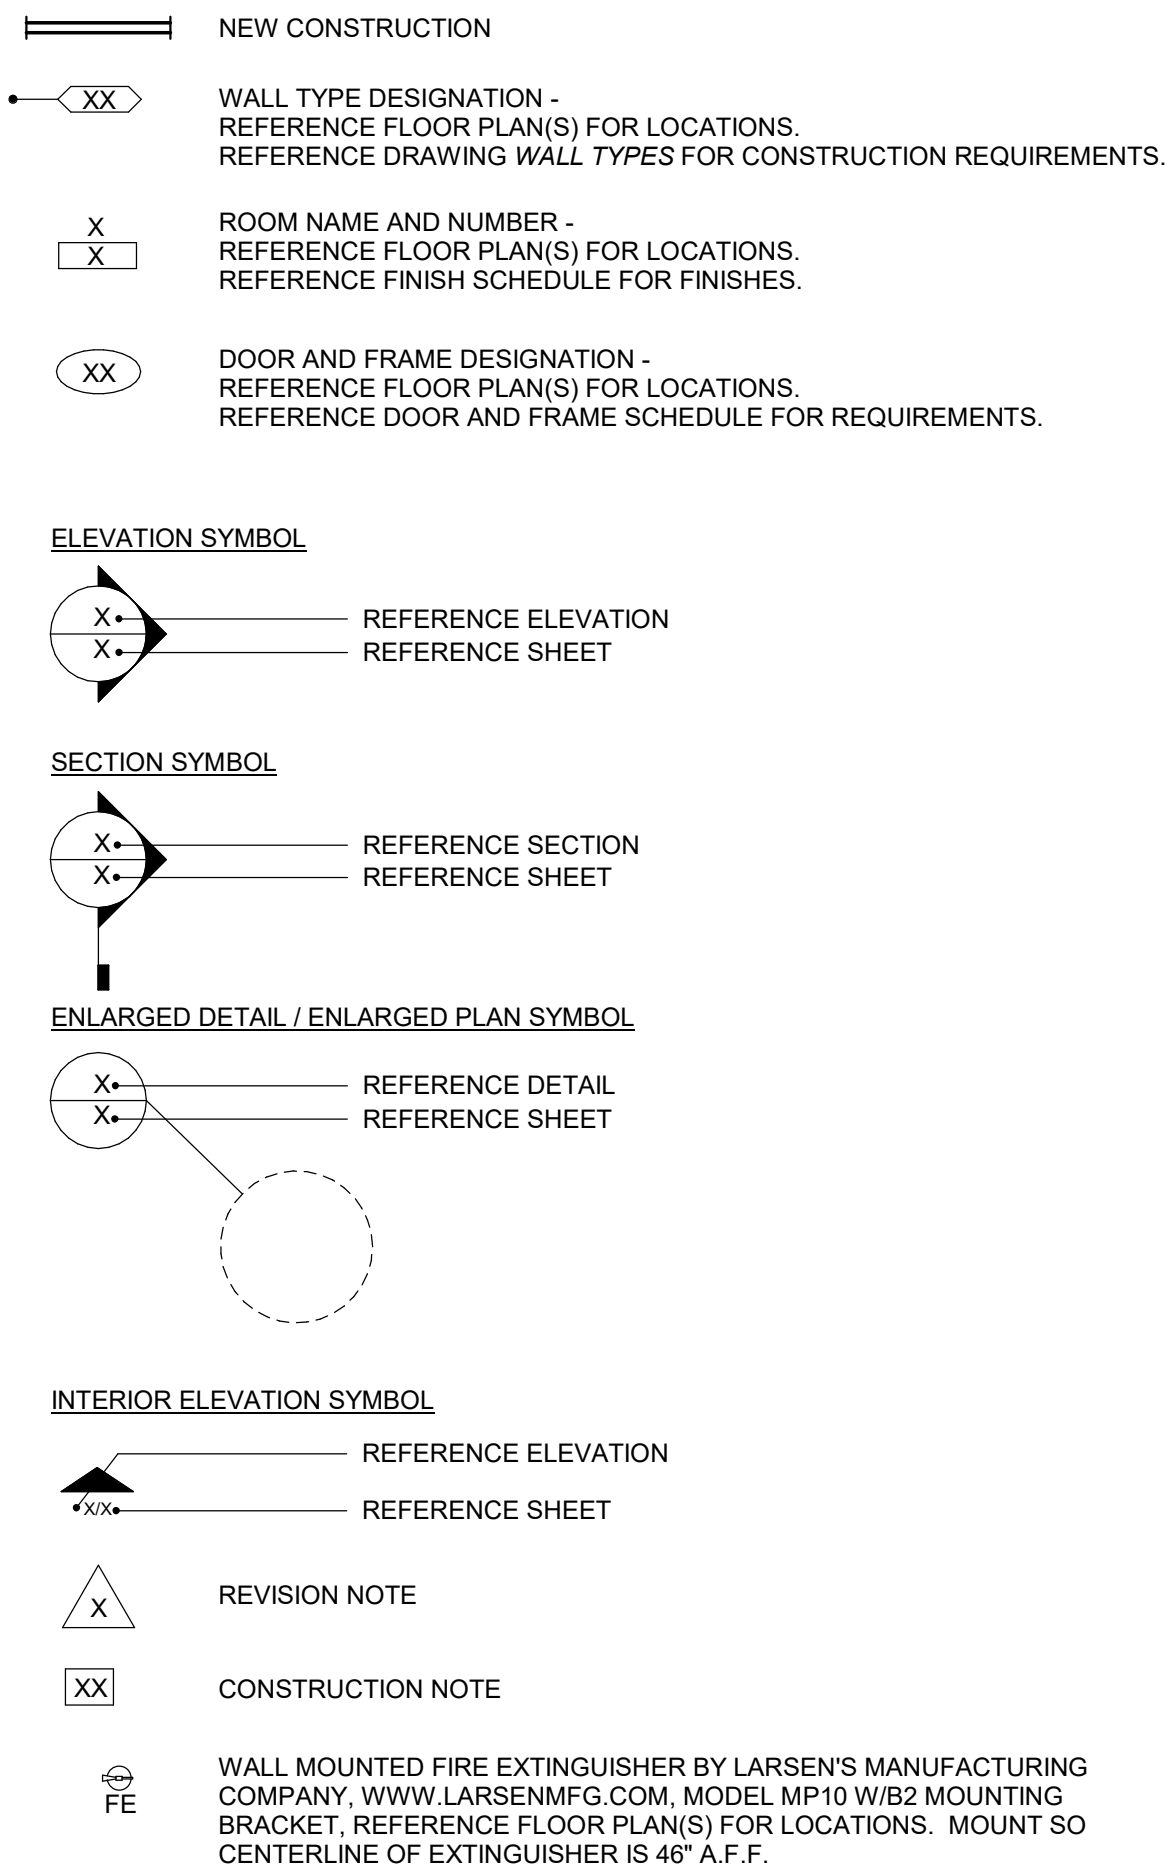 NEW CONSTRUCTION
XX
WALL TYPE DESIGNATION -
REFERENCE FLOOR PLAN(S) FOR LOCATIONS.
REFERENCE DRAWING WALL TYPES FOR CONSTRUCTION REQUIREMENTS.
X
X
ROOM NAME AND NUMBER -
REFERENCE FLOOR PLAN(S) FOR LOCATIONS.
REFERENCE FINISH SCHEDULE FOR FINISHES.
XX
DOOR AND FRAME DESIGNATION -
REFERENCE FLOOR PLAN(S) FOR LOCATIONS.
REFERENCE DOOR AND FRAME SCHEDULE FOR REQUIREMENTS.
ELEVATION SYMBOL
X REFERENCE ELEVATION
X REFERENCE SHEET
SECTION SYMBOL
X REFERENCE SECTION
X REFERENCE SHEET
ENLARGED DETAIL / ENLARGED PLAN SYMBOL
X REFERENCE DETAIL
X REFERENCE SHEET
INTERIOR ELEVATION SYMBOL
REFERENCE ELEVATION
X/X REFERENCE SHEET
X REVISION NOTE
XX CONSTRUCTION NOTE
FE
WALL MOUNTED FIRE EXTINGUISHER BY LARSEN'S MANUFACTURING
COMPANY, WWW.LARSENMFG.COM, MODEL MP10 W/B2 MOUNTING
BRACKET, REFERENCE FLOOR PLAN(S) FOR LOCATIONS.  MOUNT SO
CENTERLINE OF EXTINGUISHER IS 46" A.F.F.